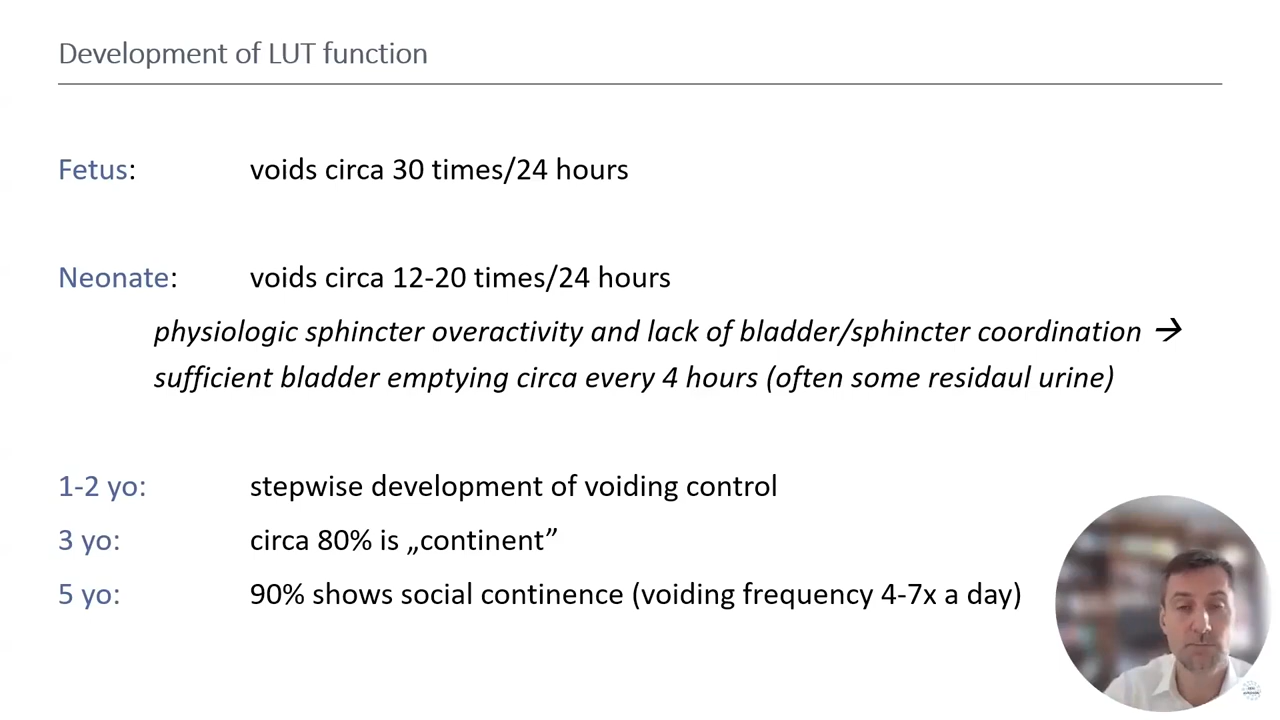 Development of LUT function
Fetus: voids circa 30 times/24 hours
Neonate: voids circa 12-20 times/24 hours
physiologic sphincter overactivity and lack of bladder/sphincter coordination →
sufficient bladder emptying circa every 4 hours (often some residaul urine)
1-2 yo: stepwise development of voiding control
3 yo: circa 80% is „continent”
5 yo: 90% shows social continence (voiding frequency 4-7x a day)